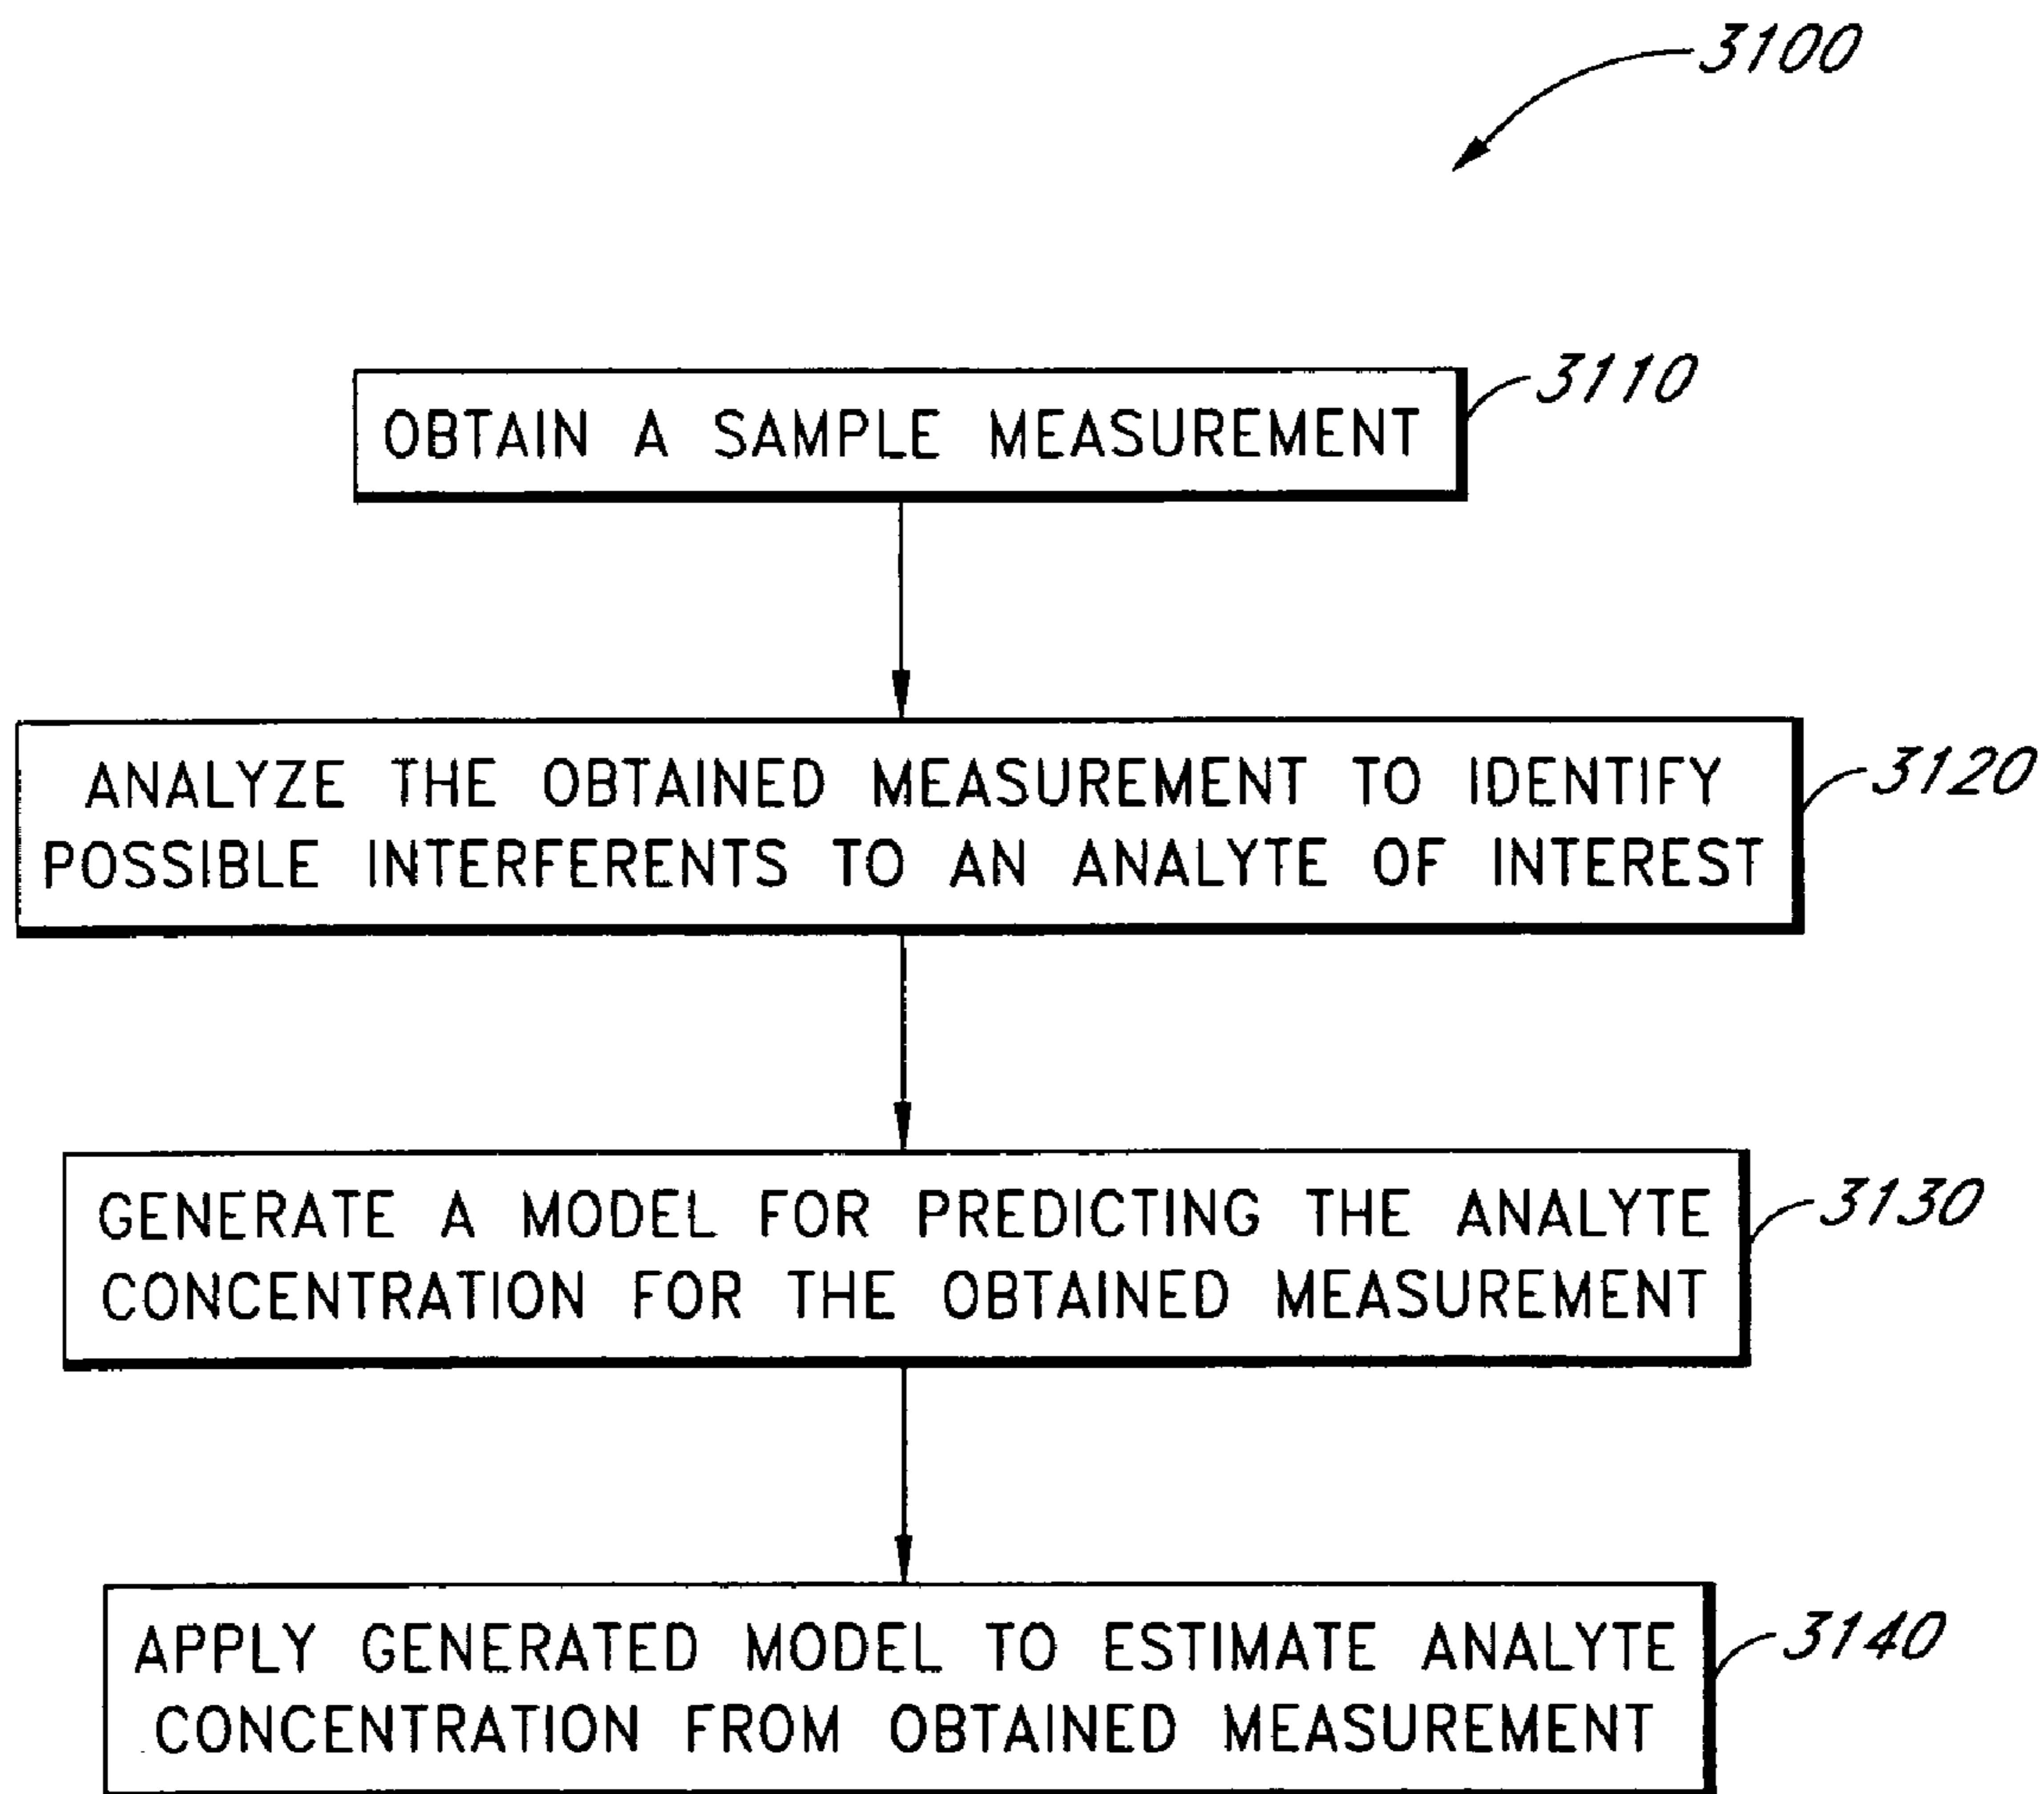 3100
OBTAIN A SAMPLE MEASUREMENT
3110
ANALYZE THE OBTAINED MEASUREMENT TO IDENTIFY
POSSIBLE INTERFERENTS TO AN ANALYTE OF INTEREST
3120
GENERATE A MODEL FOR PREDICTING THE ANALYTE
CONCENTRATION FOR THE OBTAINED MEASUREMENT
3130
APPLY GENERATED MODEL TO ESTIMATE ANALYTE
CONCENTRATION FROM OBTAINED MEASUREMENT
3140